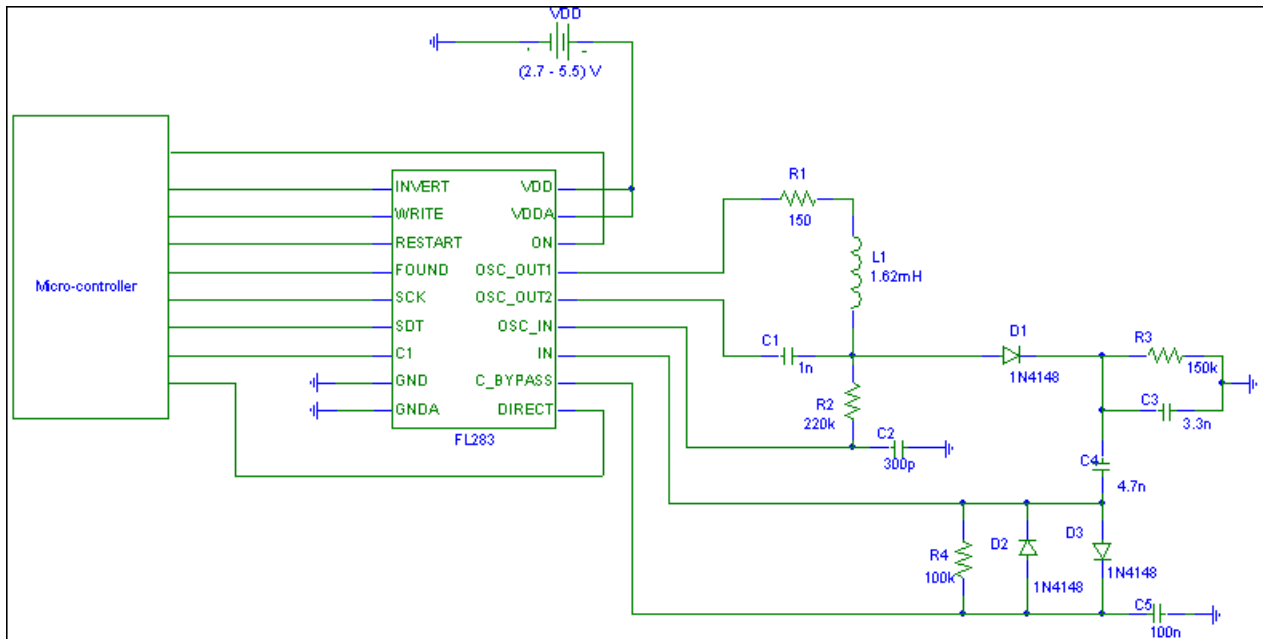 VDD
(2.7 - 5.5) V
Micro-controller
INVERT VDD
WRITE VDDA
RESTART ON
FOUND OSC_OUT1
SCK OSC_OUT2
SDT OSC_IN
C1 IN
GND C_BYPASS
GNDA DIRECT
FL283
R1
150
L1
1.62mH
C1
1n
R2
220k
C2
300p
D1
1N4148
R3
150k
C3
3.3n
C4
4.7n
R4
100k
D2
1N4148
D3
1N4148
C5
100n